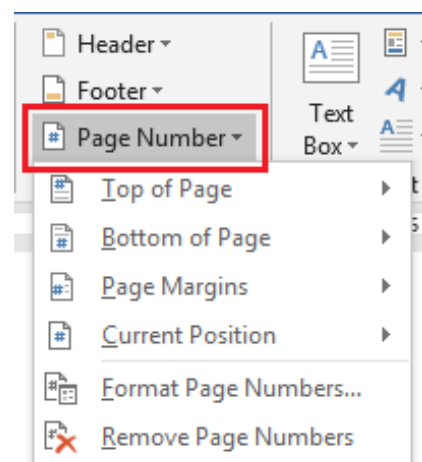 Header
Footer
Page Number
Text
Box
Top of Page
Bottom of Page
Page Margins
Current Position
Format Page Numbers...
Remove Page Numbers